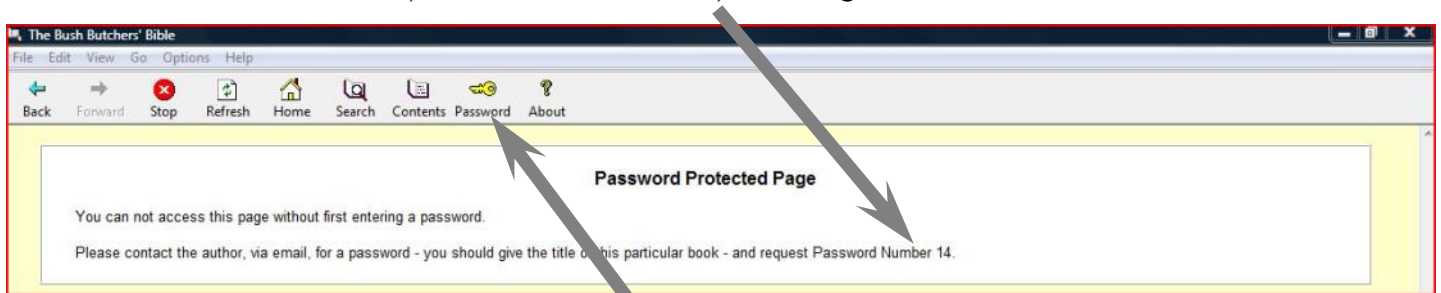 The Bush Butchers' Bible
File Edit View Go Options Help
Back Forward Stop Refresh Home Search Contents Password About
Password Protected Page
You can not access this page without first entering a password.
Please contact the author, via email, for a password - you should give the title this particular book - and request Password Number 14.